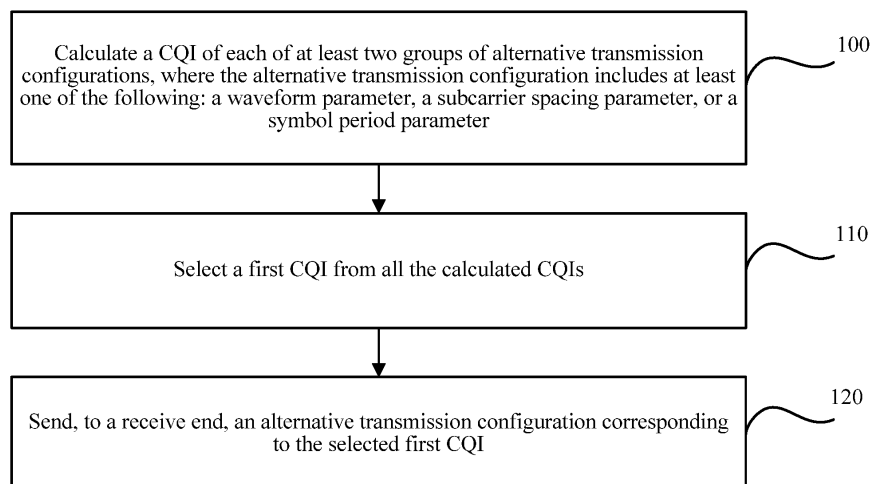 Calculate a CQI of each of at least two groups of alternative transmission
configurations, where the alternative transmission configuration includes at least
one of the following: a waveform parameter, a subcarrier spacing parameter, or a
symbol period parameter
100
Select a first CQI from all the calculated CQIs
110
Send, to a receive end, an alternative transmission configuration corresponding
to the selected first CQI
120